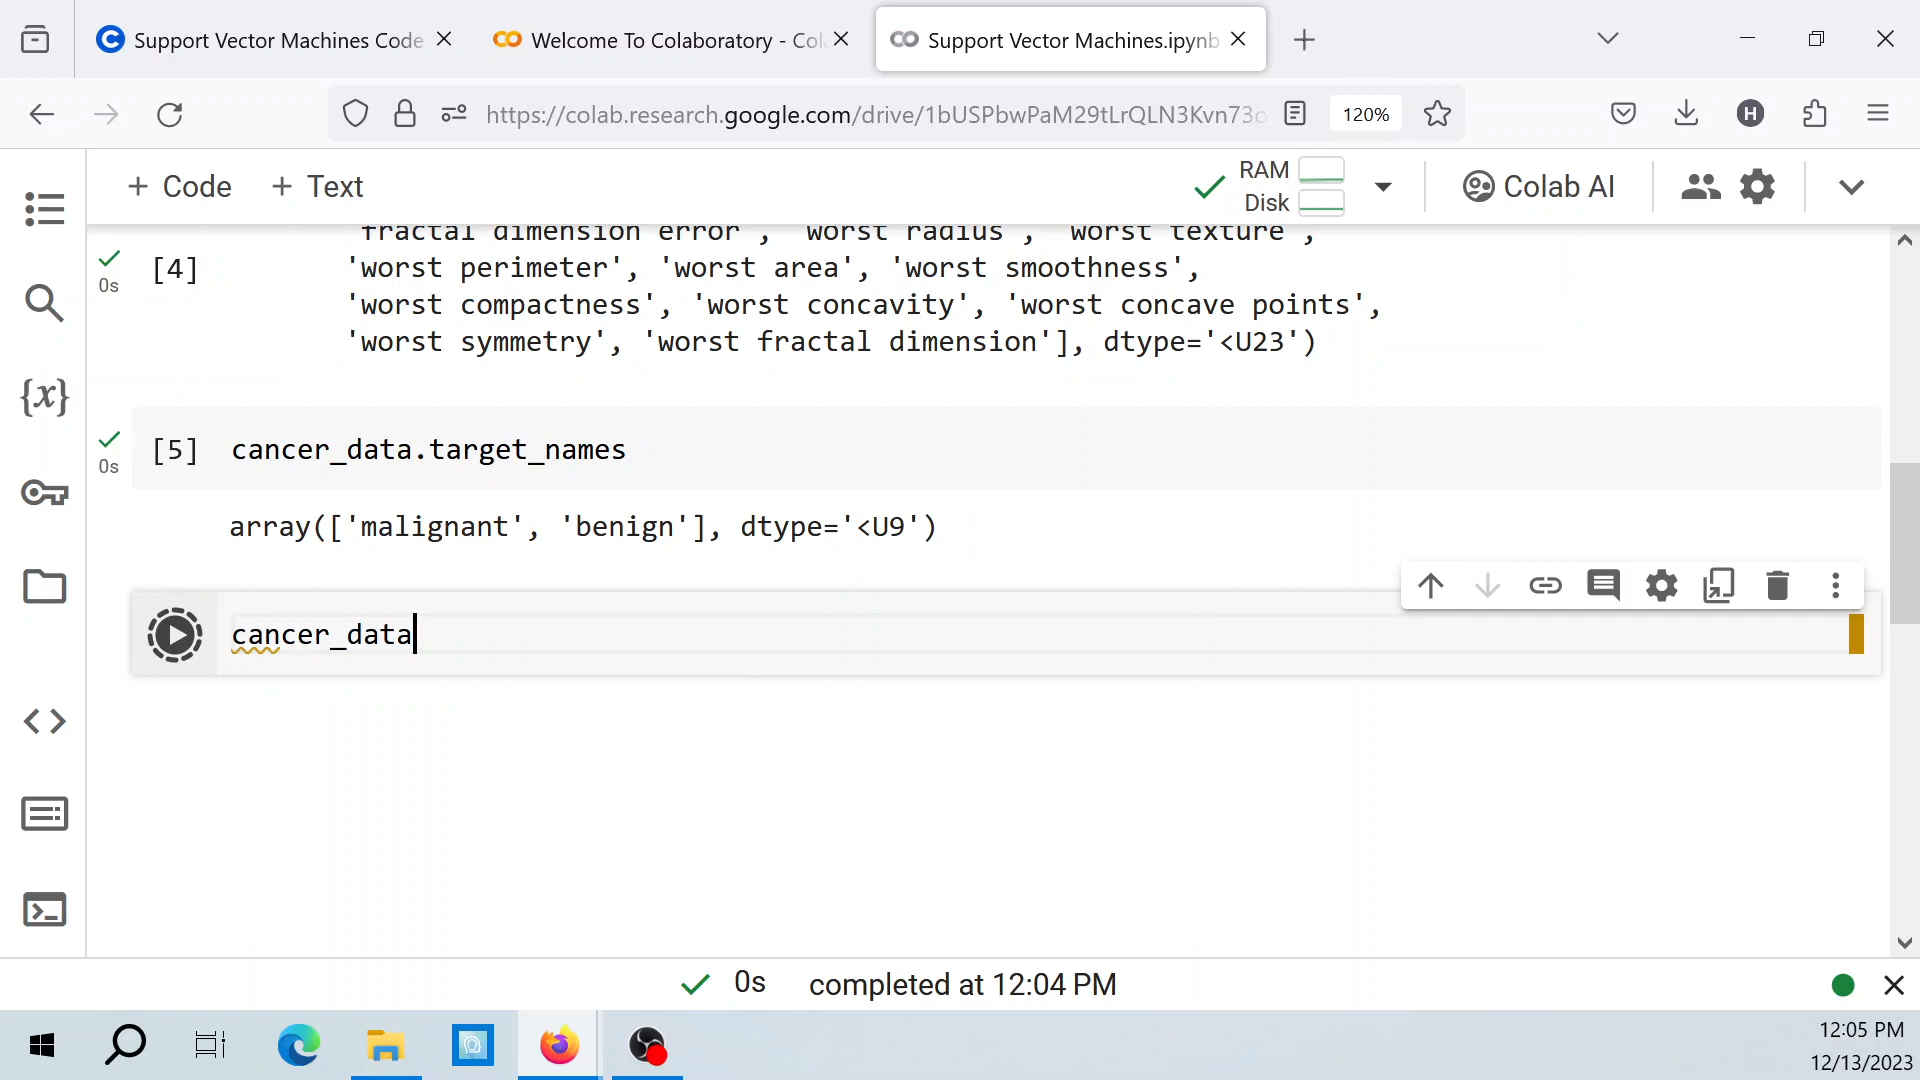 Support Vector Machines Code
Welcome To Colaboratory - Col
Support Vector Machines.ipynb
https://colab.research.google.com/drive/1bUSPbwPaM29tLrQLN3Kvn73o
120%
H
+ Code + Text
RAM
Disk
Colab AI
fractal dimension error', 'worst radius', 'worst texture',
0s
[4]
'worst perimeter', 'worst area', 'worst smoothness',
'worst compactness', 'worst concavity', 'worst concave points',
'worst symmetry', 'worst fractal dimension'], dtype='<U23')
0s
[5] cancer_data.target_names
array(['malignant', 'benign'], dtype='<U9')
cancer_data
{x}
0s completed at 12:04 PM
12:05 PM
12/13/2023